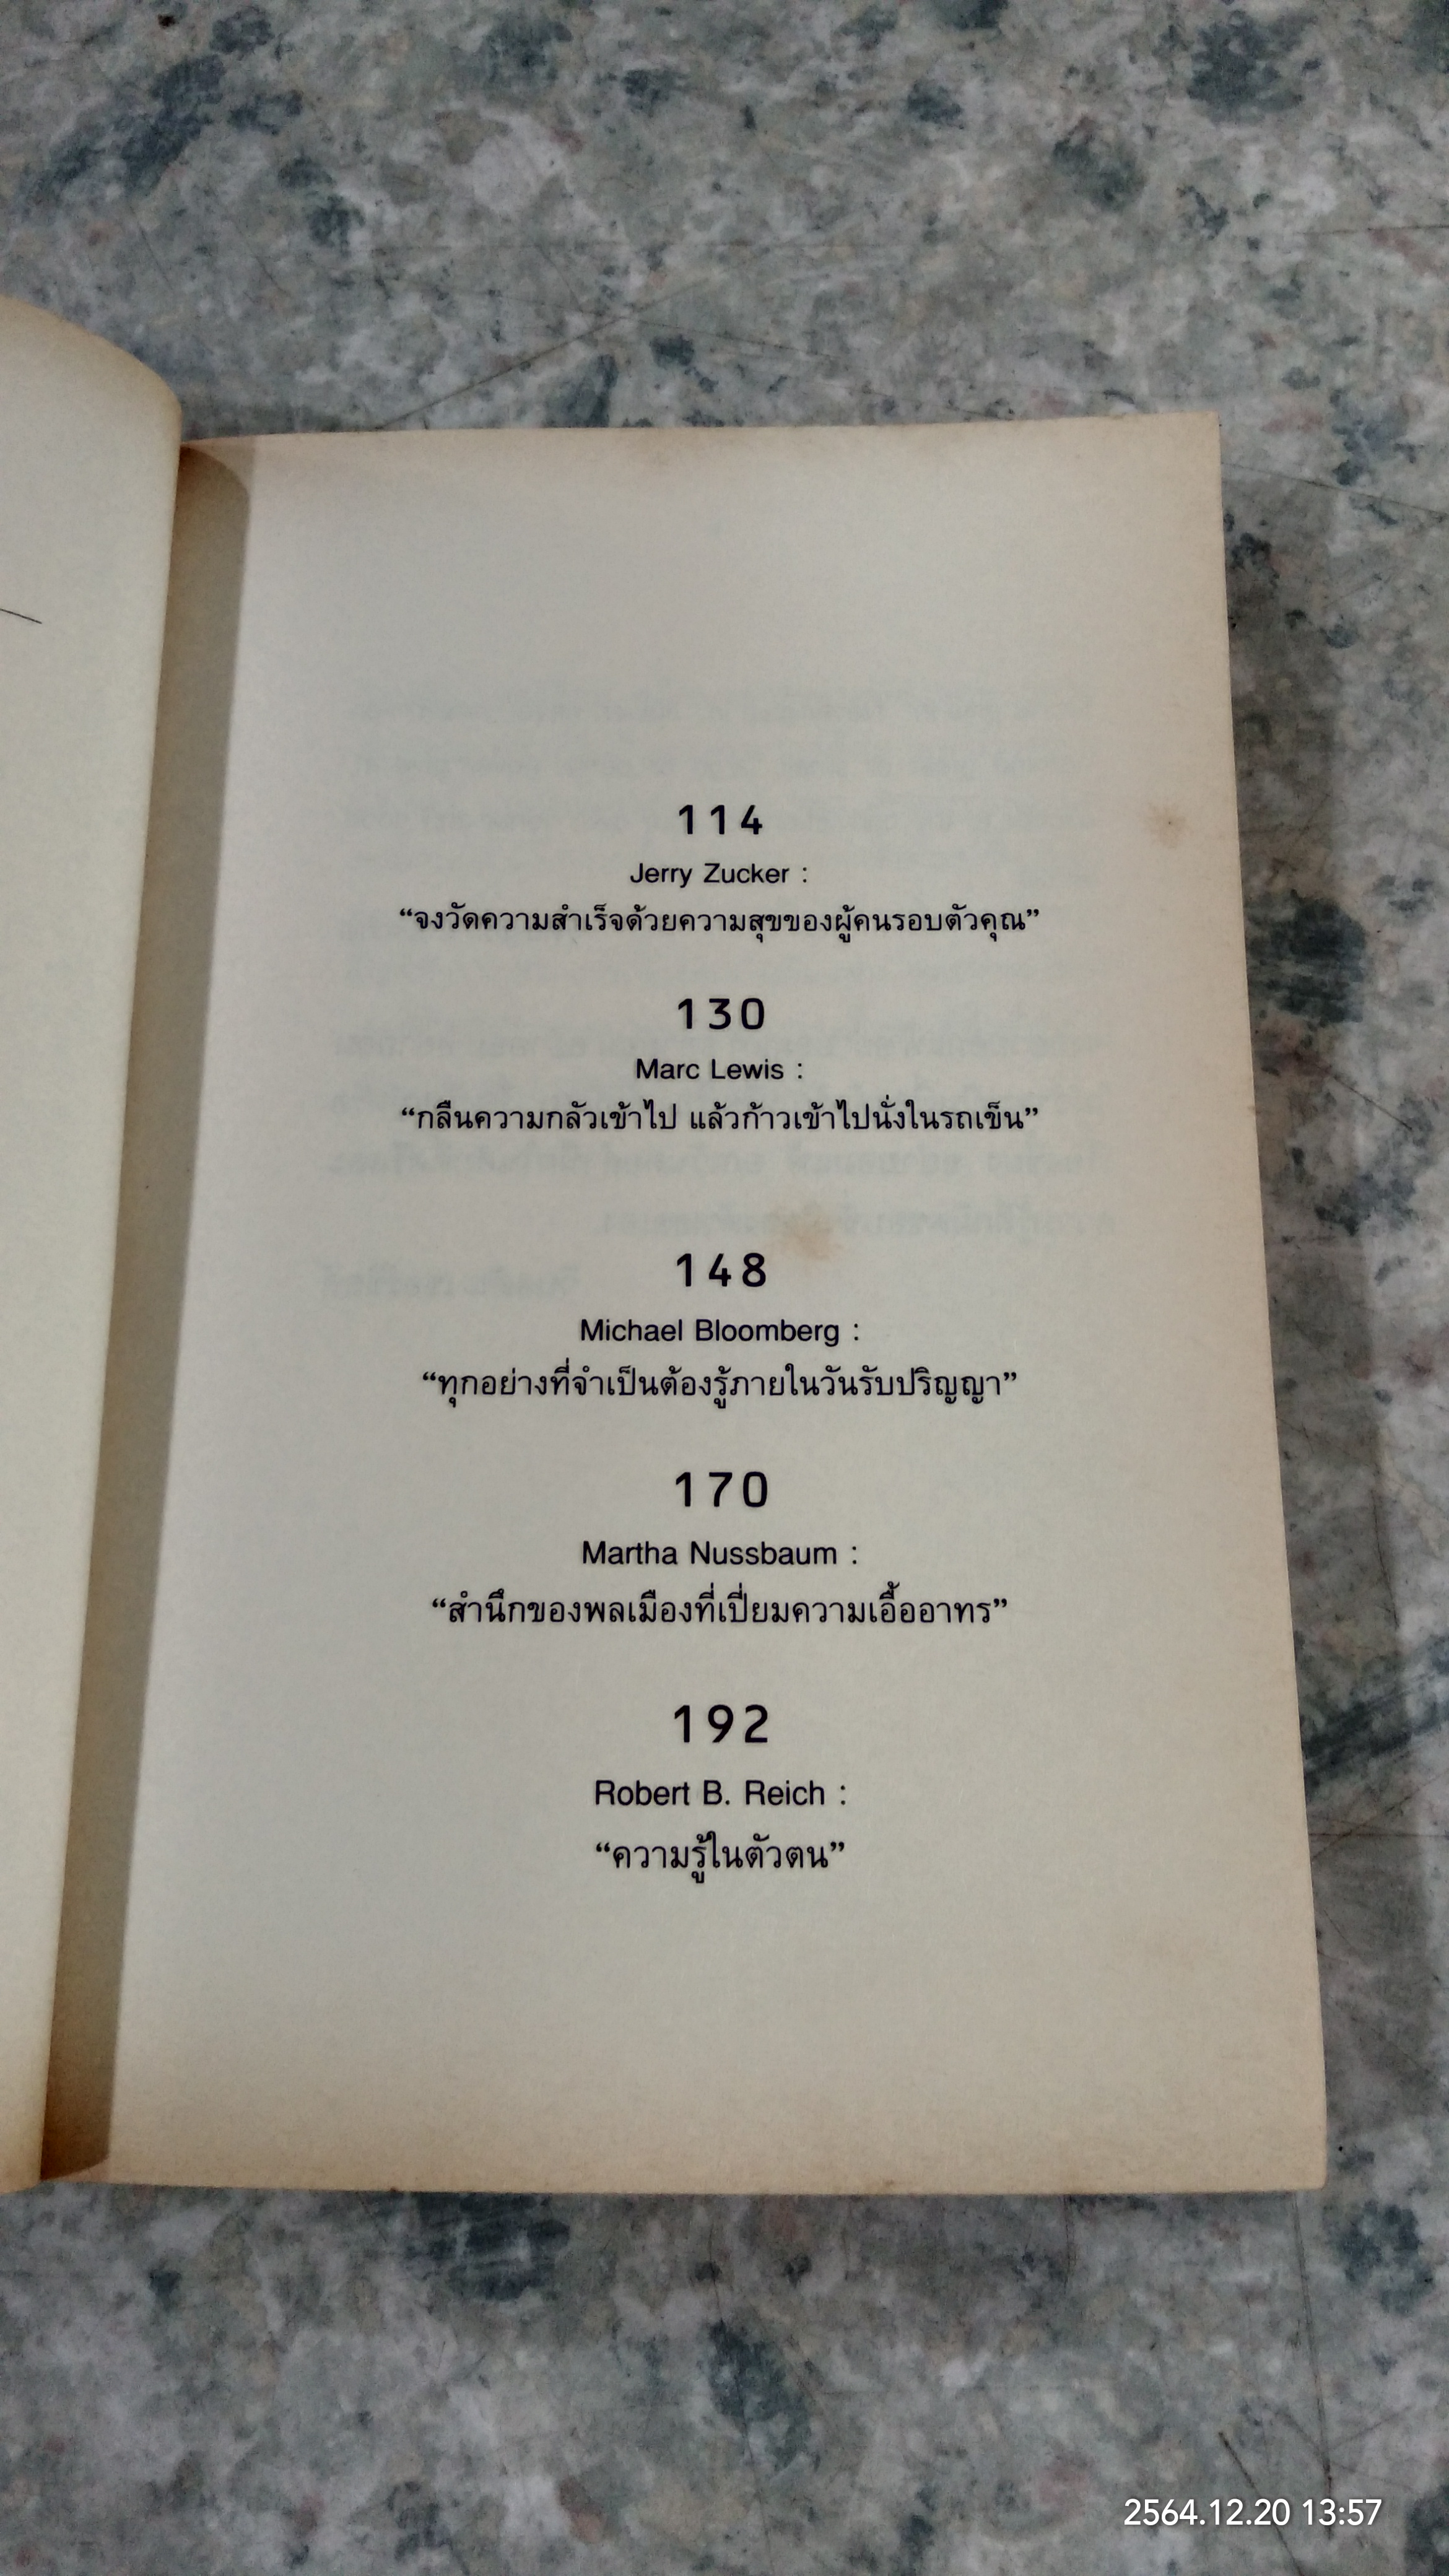 114
Jerry Zucker :
“จงวัดความสำเร็จด้วยความสุขของผู้คนรอบตัวคุณ”
130
Marc Lewis :
“กลืนความกลัวเข้าไป แล้วก้าวเข้าไปนั่งในรถเข็น”
148
Michael Bloomberg :
“ทุกอย่างที่จำเป็นต้องรู้ภายในวันรับปริญญา”
170
Martha Nussbaum :
“สำนึกของพลเมืองที่เปี่ยมความเอื้ออาทร”
192
Robert B. Reich :
“ความรู้ในตัวตน”
2564.12.20 13:57